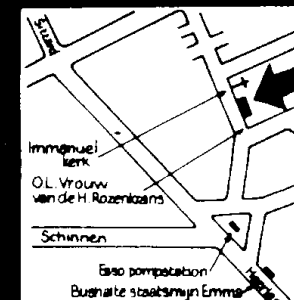 Immanuel
kerk
O.L. Vrouw
van de H. Rozenkrans
Schinnen
Esso pompstation
Bushalte staatsmijn Emma